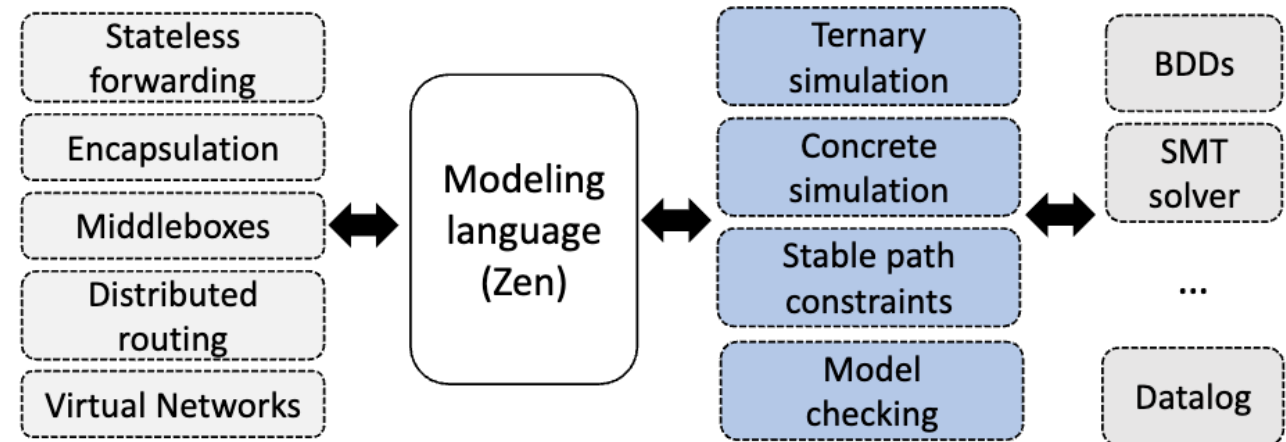 Stateless
forwarding
Encapsulation
Middleboxes
Distributed
routing
Virtual Networks
Modeling
language
(Zen)
Ternary
simulation
Concrete
simulation
Stable path
constraints
Model
checking
BDDs
SMT
solver
...
Datalog